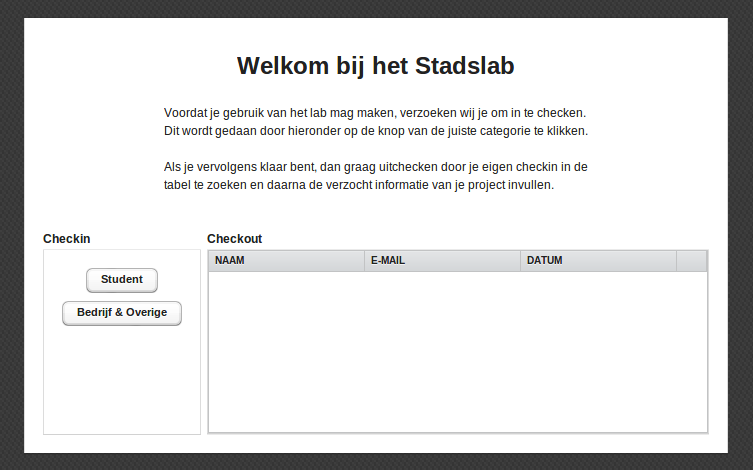 Welkom bij het Stadslab
Voordat je gebruik van het lab mag maken, verzoeken wij je om in te checken.
Dit wordt gedaan door hieronder op de knop van de juiste categorie te klikken.
Als je vervolgens klaar bent, dan graag uitchecken door je eigen checkin in de
tabel te zoeken en daarna de verzocht informatie van je project invullen.
Checkin
Student
Bedrijf & Overige
Checkout
NAAM E-MAIL DATUM